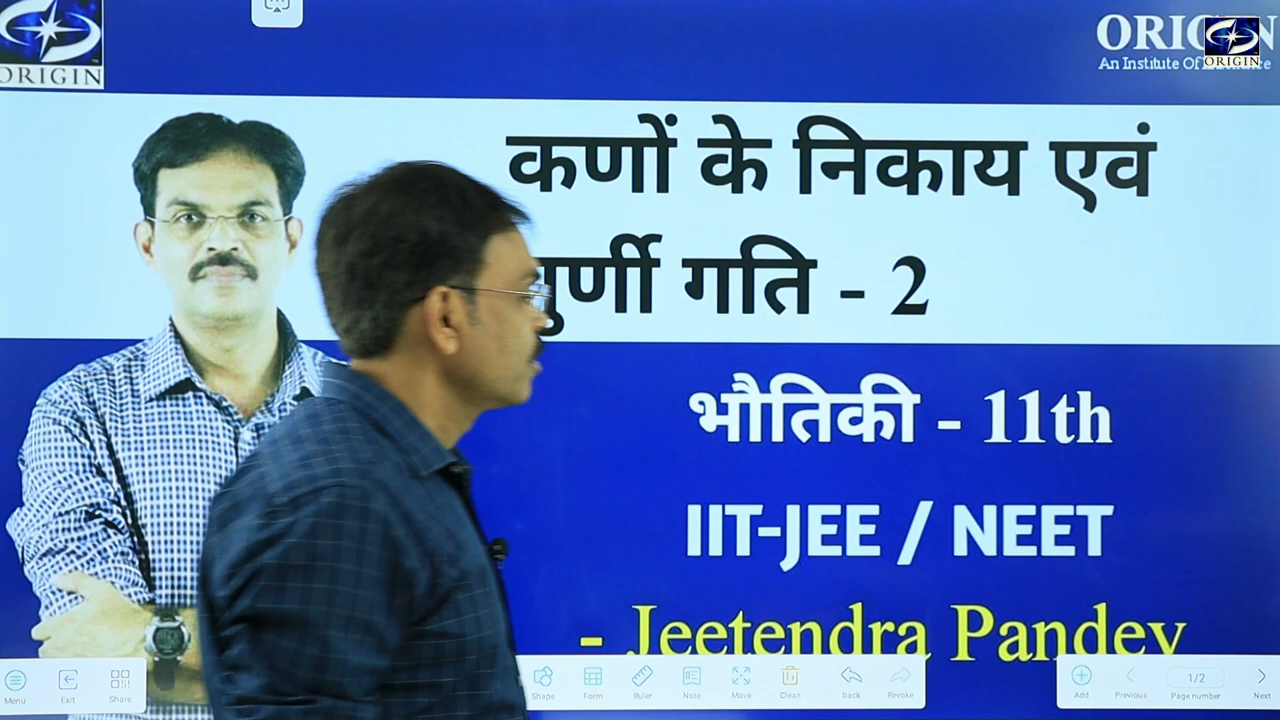 ORIGIN
ORIGIN
An Institute Of
ORIGIN
कणों के निकाय एवं
गति - 2
भौतिकी - 11th
IIT-JEE / NEET
- Jeetendra Pandey
Menu
Exit
Share
Shape
Form
Ruler
Note
Move
Clean
back
Revoke
Add
Previous
1/2
Page number
Next